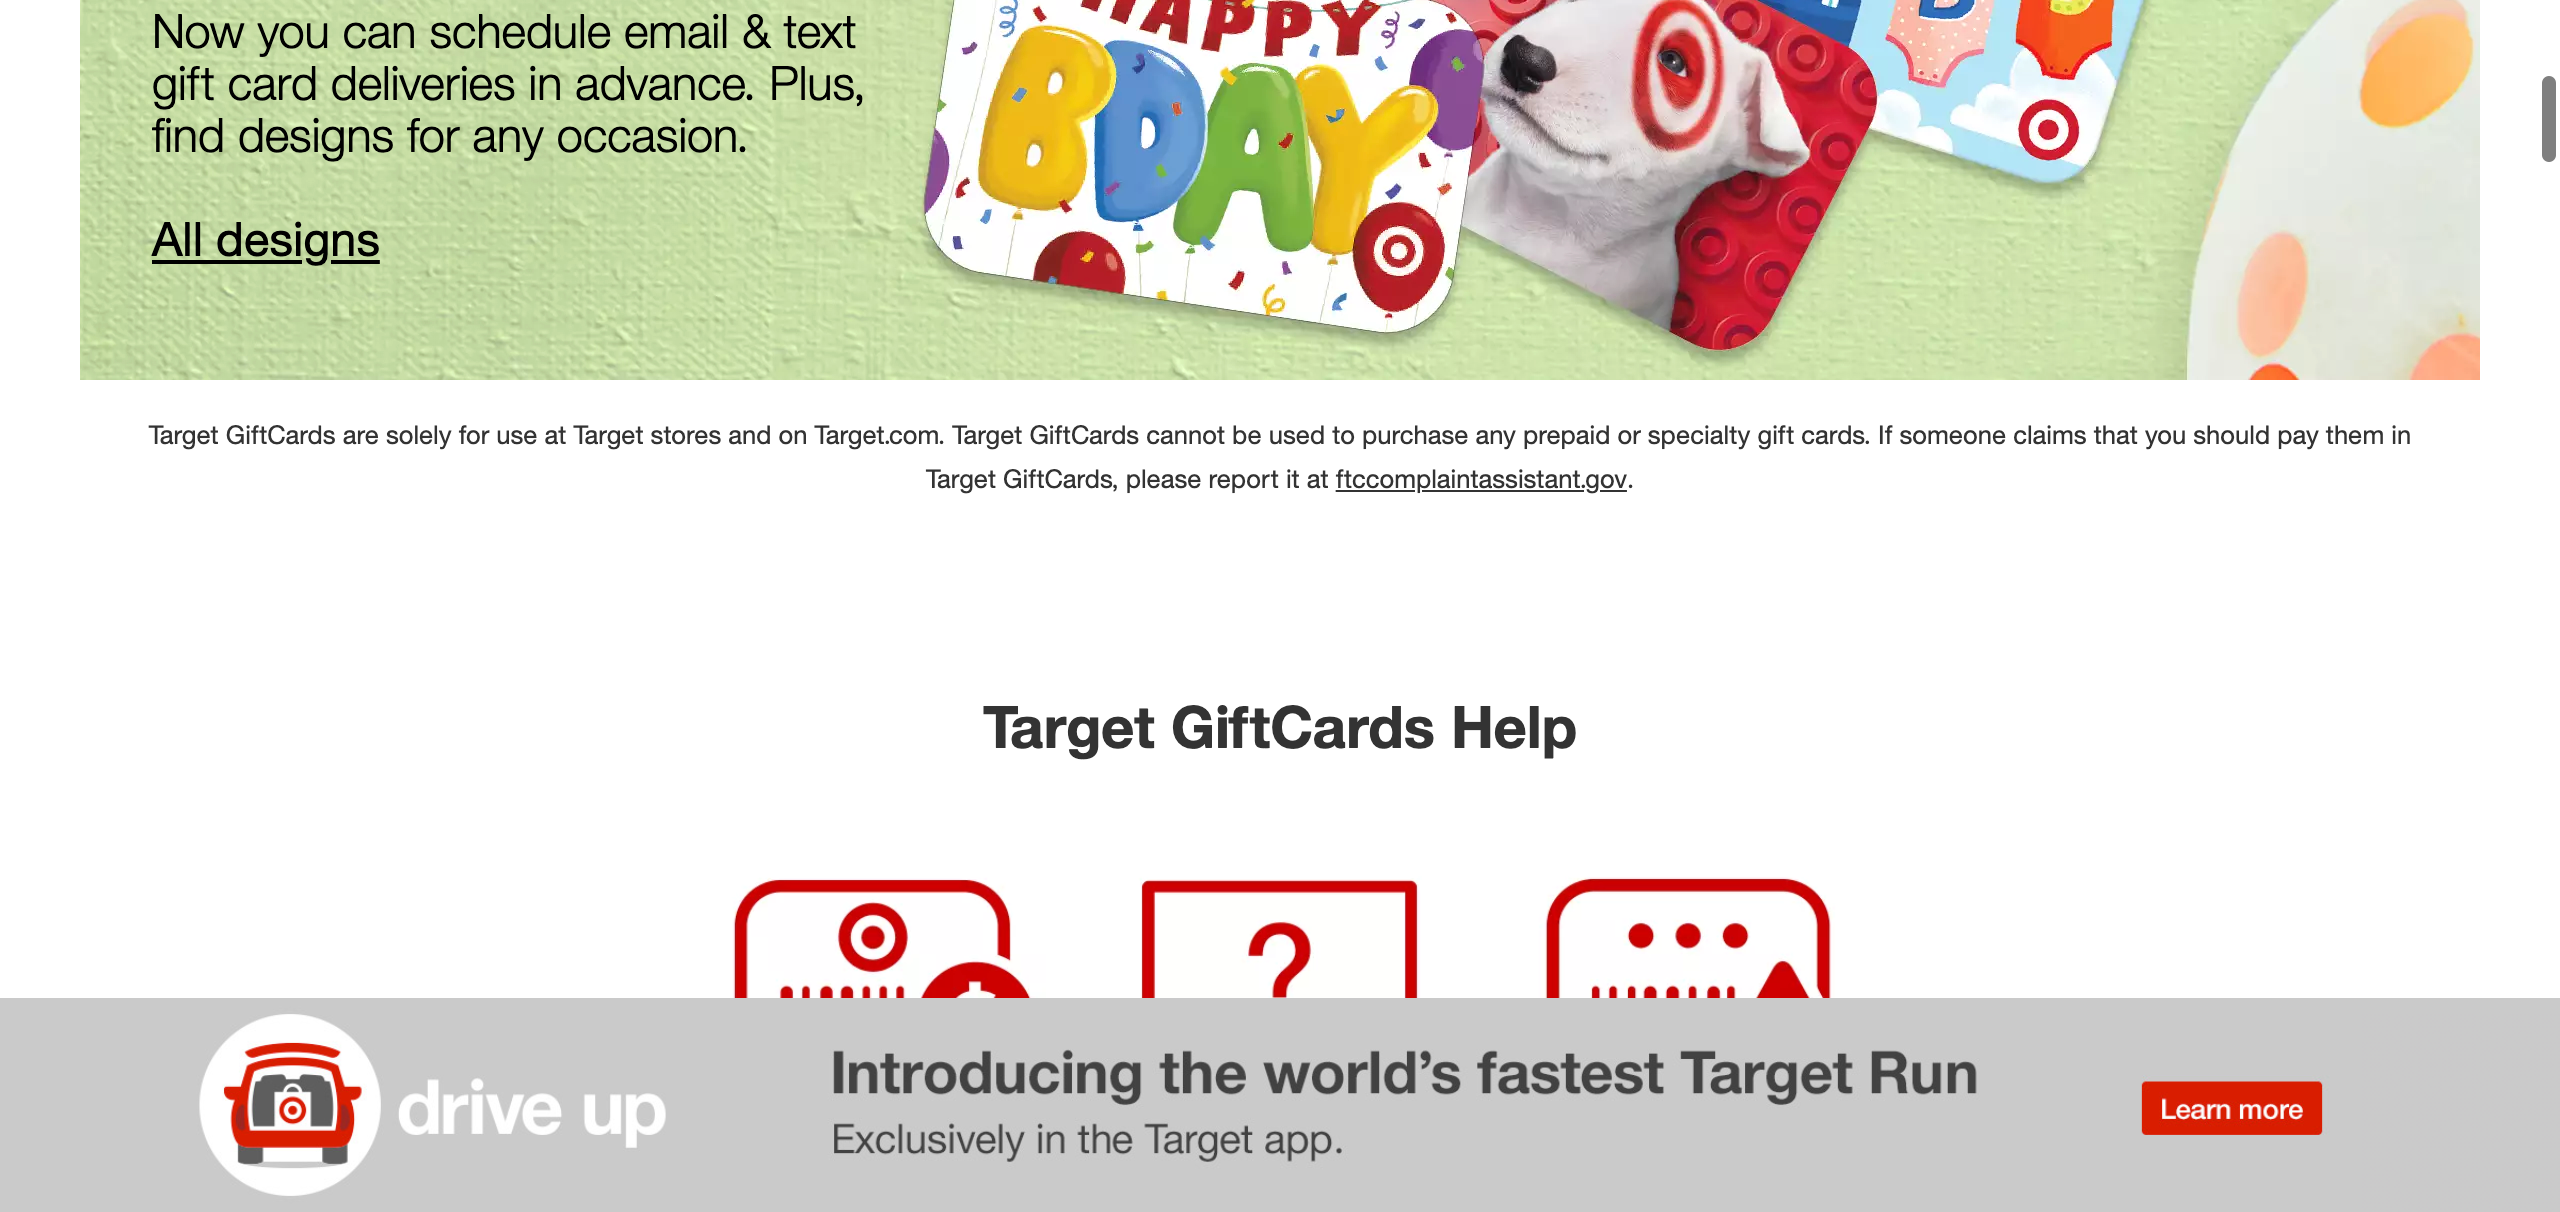 Now you can schedule email & text
gift card deliveries in advance. Plus,
find designs for any occasion.
All designs
HAPPY
BDAY
Target GiftCards are solely for use at Target stores and on Target.com. Target GiftCards cannot be used to purchase any prepaid or specialty gift cards. If someone claims that you should pay them in
Target GiftCards, please report it at ftccomplaintassistant.gov.
Target GiftCards Help
?
drive up
Introducing the world’s fastest Target Run
Exclusively in the Target app.
Learn more